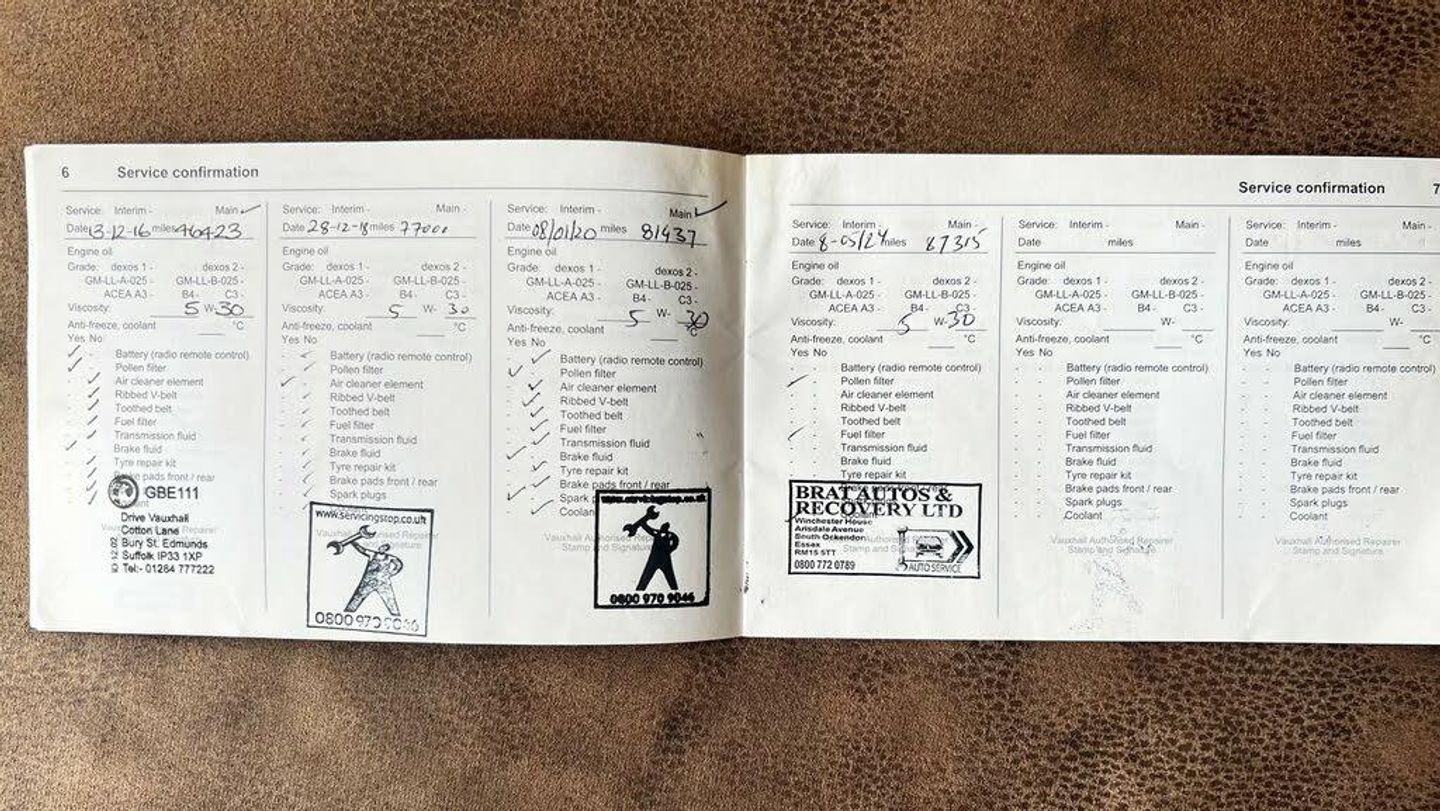 6 Service confirmation
Service: Interim - Main -
Date 13-12-16 miles 46423
Engine oil
Grade: dexos 1 - dexos 2 -
GM-LL-A-025 - GM-LL-B-025 -
ACEA A3 - B4 - C3 -
Viscosity: 5 W- 30
Anti-freeze, coolant °C
Yes No
Battery (radio remote control)
Pollen filter
Air cleaner element
Ribbed V-belt
Toothed belt
Fuel filter
Transmission fluid
Brake fluid
Tyre repair kit
Brake pads front / rear
GBE111
Drive Vauxhall
Cotton Lane
Bury St. Edmunds
Suffolk IP33 1XP
Tel:- 01284 777222
Service: Interim - Main -
Date 28-12-18 miles 77000
Engine oil
Grade: dexos 1 - dexos 2 -
GM-LL-A-025 - GM-LL-B-025 -
ACEA A3 - B4 - C3 -
Viscosity: 5 W- 30
Anti-freeze, coolant °C
Yes No
Battery (radio remote control)
Pollen filter
Air cleaner element
Ribbed V-belt
Toothed belt
Fuel filter
Transmission fluid
Brake fluid
Tyre repair kit
Brake pads front / rear
Spark plugs
www.servicingstop.co.uk
Vauxhall Authorised Repairer
0800 970
Service: Interim - Main
Date 08/01/20 miles 81437
Engine oil
Grade: dexos 1 - dexos 2 -
GM-LL-A-025 - GM-LL-B-025 -
ACEA A3 - B4 - C3 -
Viscosity: 5 W- 30
Anti-freeze, coolant °C
Yes No
Battery (radio remote control)
Pollen filter
Air cleaner element
Ribbed V-belt
Toothed belt
Fuel filter
Transmission fluid
Brake fluid
Tyre repair kit
Brake pads front / rear
Spark
Coolan
www.servicingstop.co.uk
Vauxhall Authorised Repairer
Stamp and Signature
0800 970 9046
Service confirmation 7
Service: Interim - Main -
Date 8-05/24 miles 87315
Engine oil
Grade: dexos 1 - dexos 2 -
GM-LL-A-025 - GM-LL-B-025 -
ACEA A3 - B4 - C3 -
Viscosity: 5 W- 30
Anti-freeze, coolant °C
Yes No
Battery (radio remote control)
Pollen filter
Air cleaner element
Ribbed V-belt
Toothed belt
Fuel filter
Transmission fluid
Brake fluid
Tyre repair kit
Brake pads front / rear
BRAT AUTOS &
RECOVERY LTD
Winchester House
Arisdale Avenue
South Ockendon
Essex
RM15 5TT
0800 772 0789
AUTO SERVICE
Service: Interim - Main -
Date miles
Engine oil
Grade: dexos 1 - dexos 2 -
GM-LL-A-025 - GM-LL-B-025 -
ACEA A3 - B4 - C3 -
Viscosity: W-
Anti-freeze, coolant °C
Yes No
Battery (radio remote control)
Pollen filter
Air cleaner element
Ribbed V-belt
Toothed belt
Fuel filter
Transmission fluid
Brake fluid
Tyre repair kit
Brake pads front / rear
Spark plugs
Coolant
Vauxhall Authorised Repairer
Stamp and Signature
Service: Interim - Main -
Date miles
Engine oil
Grade: dexos 1 - dexos 2 -
GM-LL-A-025 - GM-LL-B-025 -
ACEA A3 - B4 - C3 -
Viscosity: W-
Anti-freeze, coolant °C
Yes No
Battery (radio remote control)
Pollen filter
Air cleaner element
Ribbed V-belt
Toothed belt
Fuel filter
Transmission fluid
Brake fluid
Tyre repair kit
Brake pads front / rear
Spark plugs
Coolant
Vauxhall Authorised Repairer
Stamp and Signature